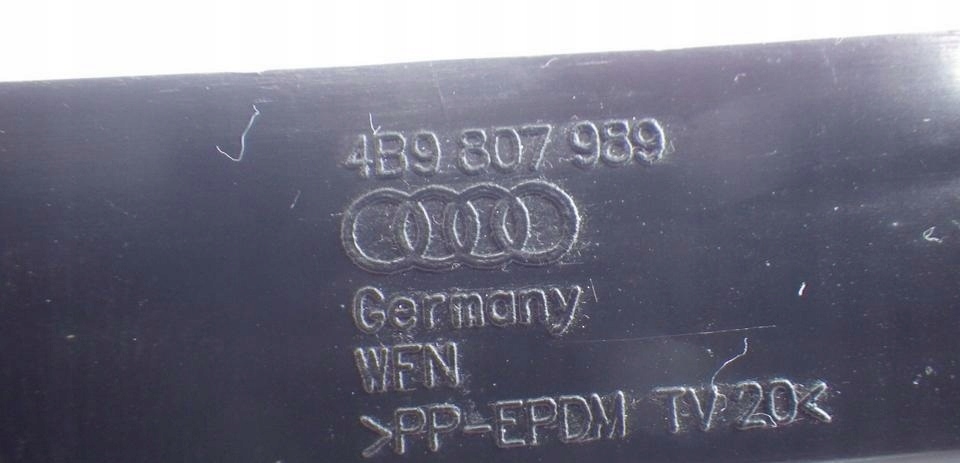 4B9 807 989
Germany
WFN
>PP-EPDM TV 20<